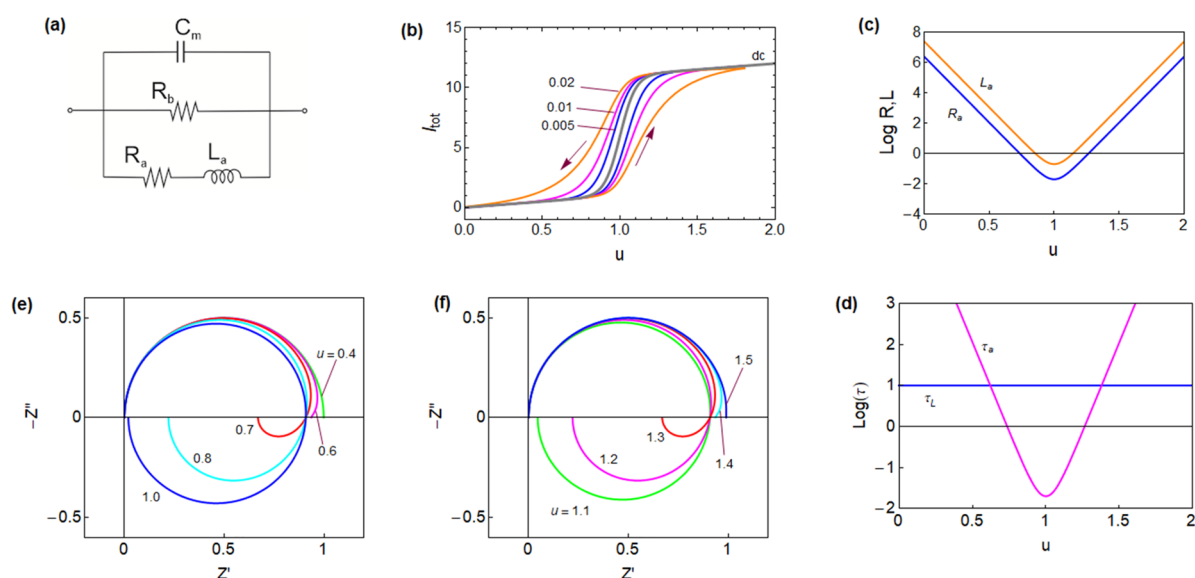 (a)
C_m
R_b
R_a
L_a
(b)
15
10
5
0
I_tot
0.02
0.01
0.005
dc
0.0
0.5
1.0
1.5
2.0
u
(c)
8
6
4
2
0
−2
−4
Log R, L
L_a
R_a
0
0.5
1
1.5
2
u
(e)
0.5
0
−0.5
−Z''
u = 0.4
0.7
0.6
0.8
1.0
0
0.5
1
Z'
(f)
0.5
0
−0.5
−Z''
1.5
1.3
1.4
1.2
u = 1.1
0
0.5
1
Z'
(d)
3
2
1
0
−1
−2
Log(τ)
τ_a
τ_L
0
0.5
1
1.5
2
u